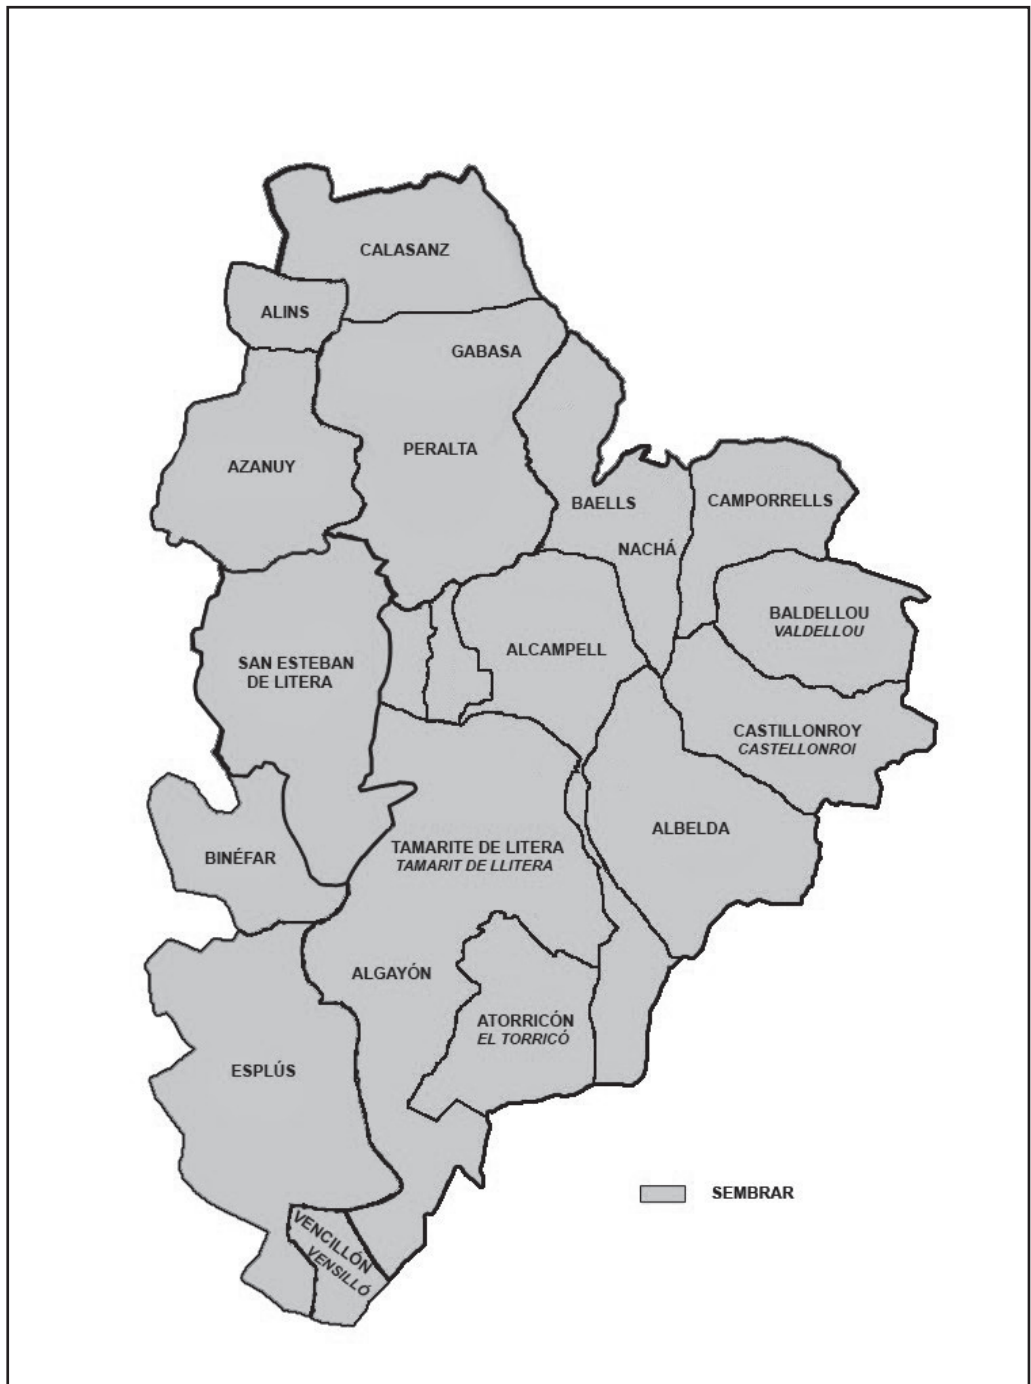 CALASANZ
ALINS
GABASA
PERALTA
AZANUY
BAELLS
CAMPORRELLS
NACHÁ
BALDELLOU
VALDELLOU
ALCAMPELL
SAN ESTEBAN
DE LITERA
CASTILLONROY
CASTELLONROI
ALBELDA
TAMARITE DE LITERA
TAMARIT DE LLITERA
BINÉFAR
ALGAYÓN
ATORRICÓN
EL TORRICÓ
ESPLÚS
SEMBRAR
VENCILLÓN
VENSILLÓ